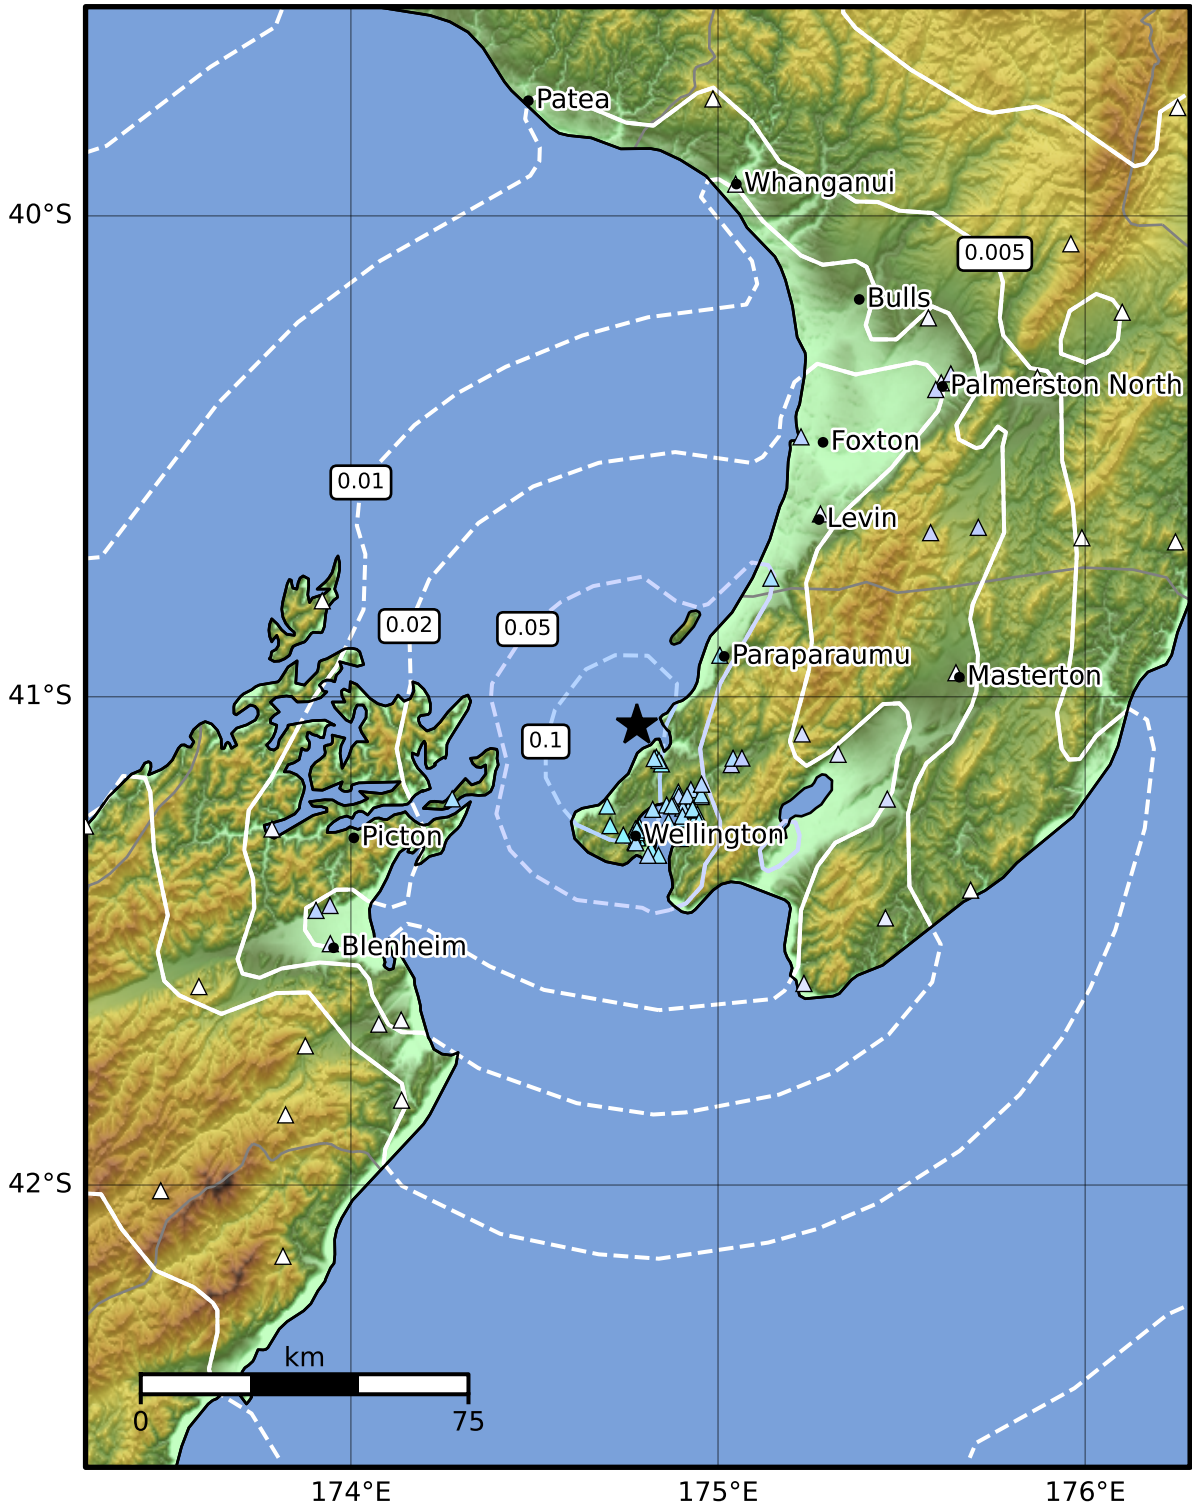 Patea
Whanganui
40°S
0.005
Bulls
Palmerston North
Foxton
0.01
Levin
0.02
0.05
Paraparaumu
Masterton
41°S
0.1
Picton
Wellington
Blenheim
42°S
km
0
75
174°E
175°E
176°E